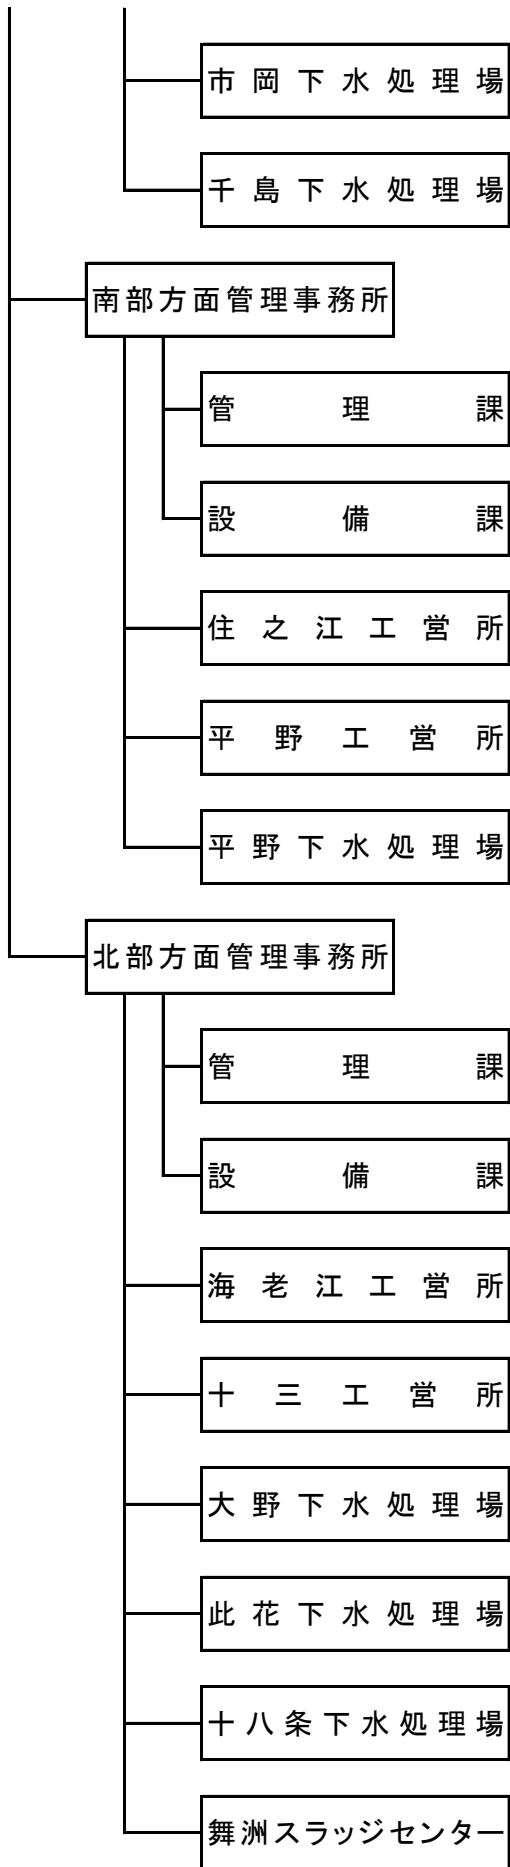 市岡下水処理場
千島下水処理場
南部方面管理事務所
管理課
設備課
住之江工営所
平野工営所
平野下水処理場
北部方面管理事務所
管理課
設備課
海老江工営所
十三工営所
大野下水処理場
此花下水処理場
十八条下水処理場
舞洲スラッジセンター